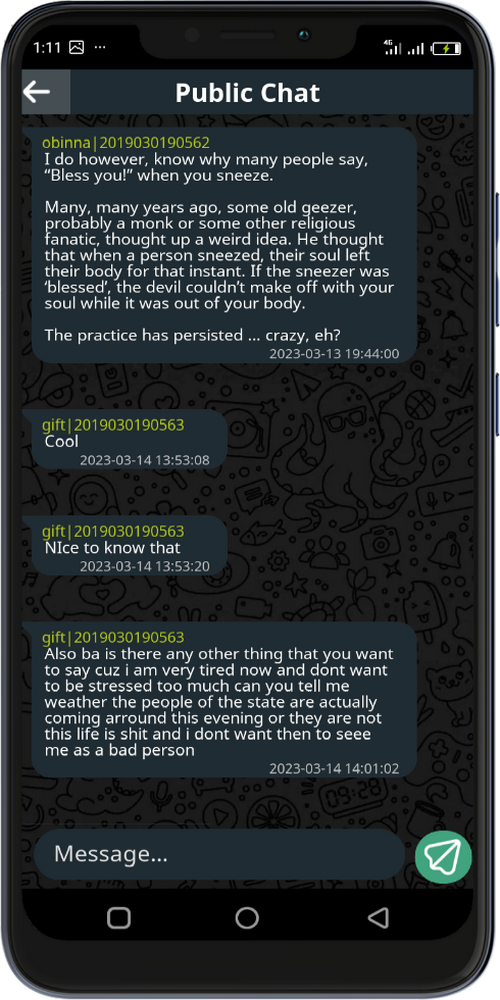 1:11 ... 4G
Public Chat
obinna|2019030190562
I do however, know why many people say,
“Bless you!” when you sneeze.
Many, many years ago, some old geezer,
probably a monk or some other religious
fanatic, thought up a weird idea. He thought
that when a person sneezed, their soul left
their body for that instant. If the sneezer was
‘blessed’, the devil couldn’t make off with your
soul while it was out of your body.
The practice has persisted ... crazy, eh?
2023-03-13 19:44:00
gift|2019030190563
Cool
2023-03-14 13:53:08
gift|2019030190563
NIce to know that
2023-03-14 13:53:20
gift|2019030190563
Also ba is there any other thing that you want
to say cuz i am very tired now and dont want
to be stressed too much can you tell me
weather the people of the state are actually
coming arround this evening or they are not
this life is shit and i dont want then to seee
me as a bad person
2023-03-14 14:01:02
09:28
Message...